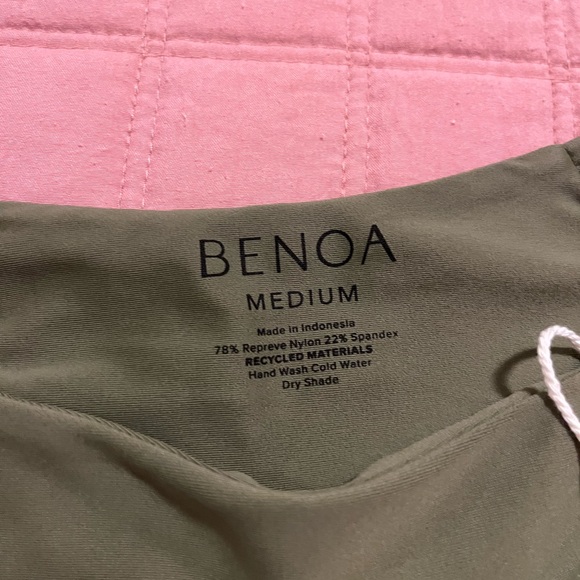 BENOA
MEDIUM
Made in Indonesia
78% Repreve Nylon 22% Spandex
RECYCLED MATERIALS
Hand Wash Cold Water
Dry Shade